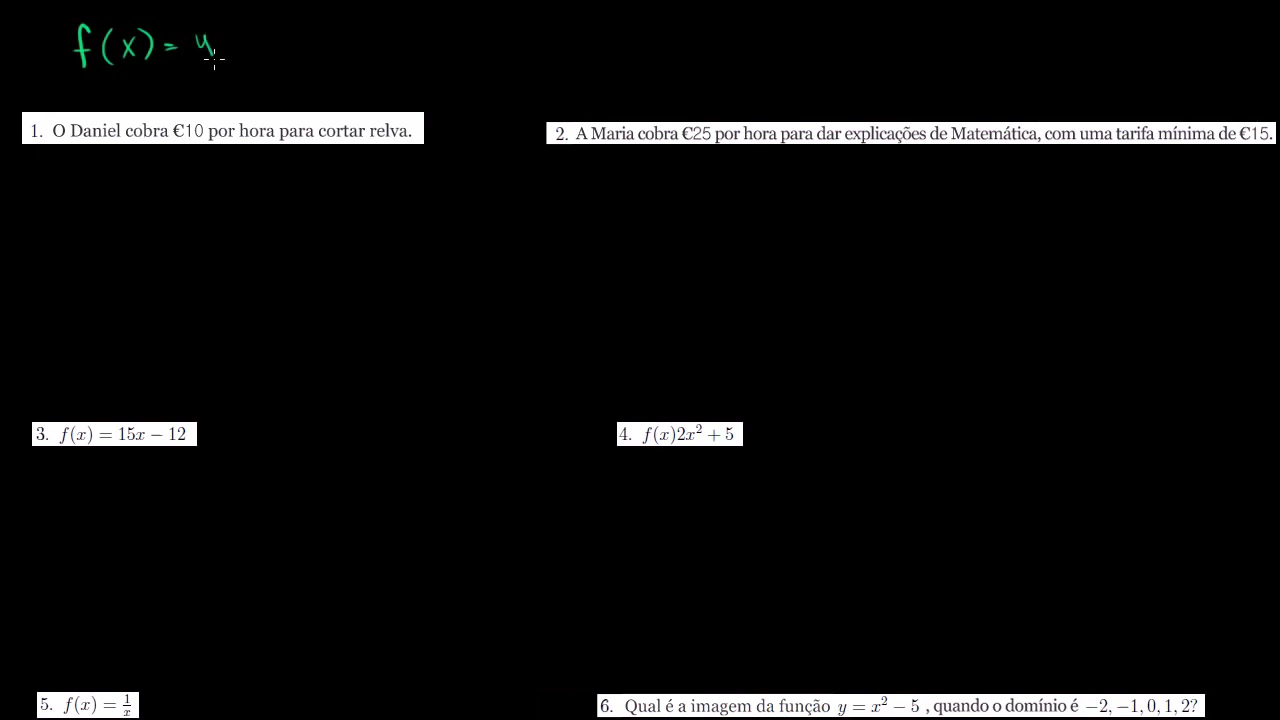 f(x) = y
1. O Daniel cobra €10 por hora para cortar relva.
2. A Maria cobra €25 por hora para dar explicações de Matemática, com uma tarifa mínima de €15.
3. f(x) = 15x − 12
4. f(x)2x² + 5
5. f(x) = 1/x
6. Qual é a imagem da função y = x² − 5 , quando o domínio é −2, −1, 0, 1, 2?